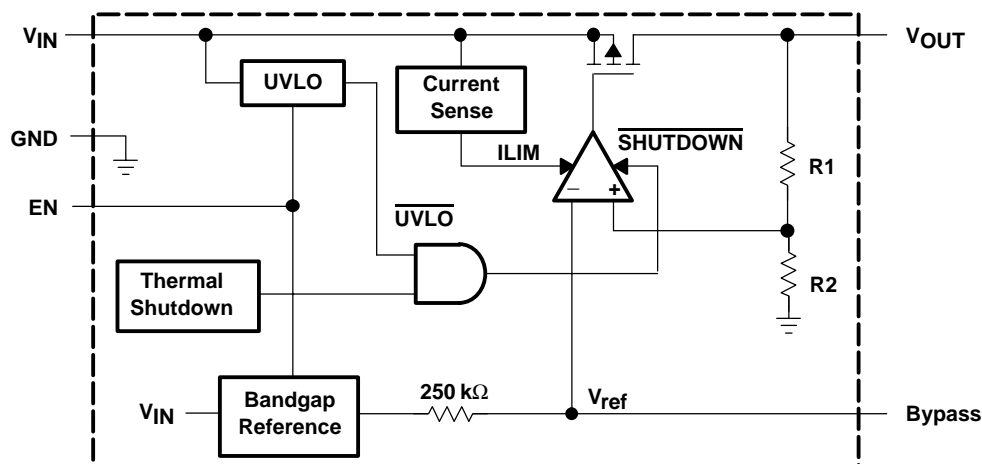 VIN
VOUT
UVLO
Current
Sense
SHUTDOWN
GND
ILIM
R1
− +
EN
UVLO
Thermal
Shutdown
R2
250 kΩ
Vref
VIN
Bandgap
Reference
Bypass